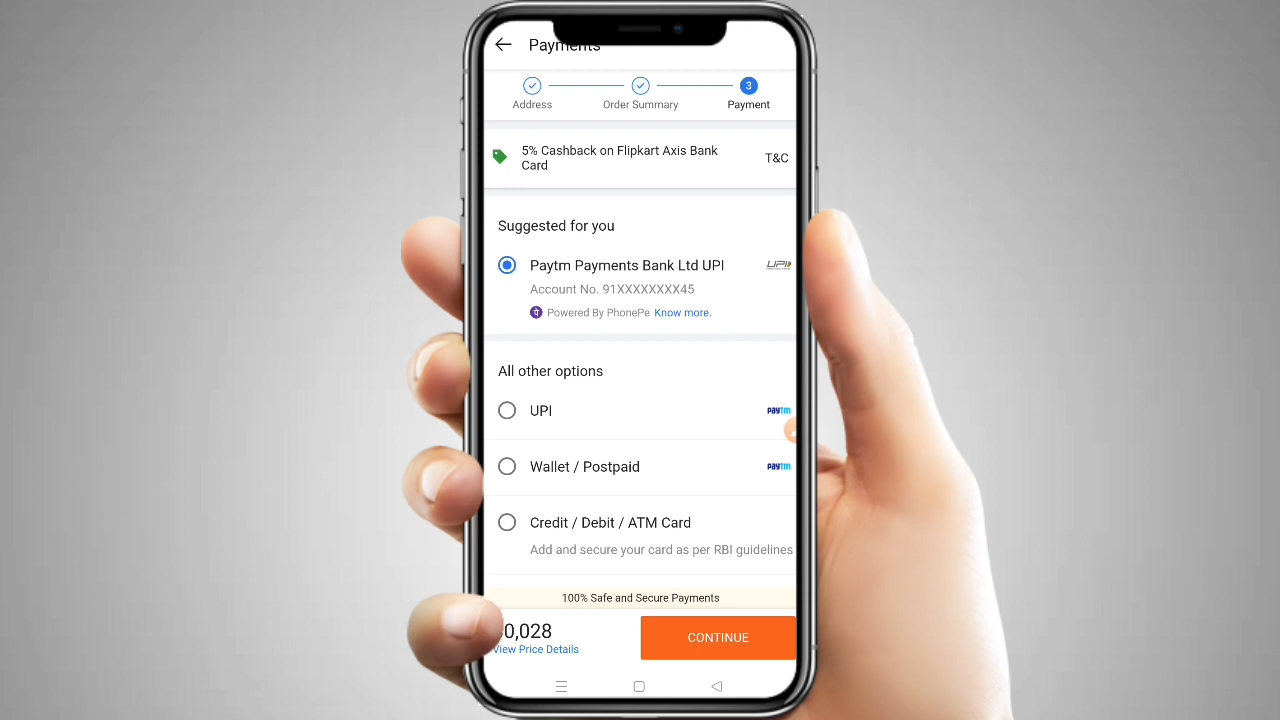 Payments
3
Address
Order Summary
Payment
5% Cashback on Flipkart Axis Bank
Card
T&C
Suggested for you
Paytm Payments Bank Ltd UPI
UPI
Account No. 91XXXXXXXX45
पे Powered By PhonePe Know more.
All other options
UPI
paytm
Wallet / Postpaid
paytm
Credit / Debit / ATM Card
Add and secure your card as per RBI guidelines
100% Safe and Secure Payments
0,028
View Price Details
CONTINUE